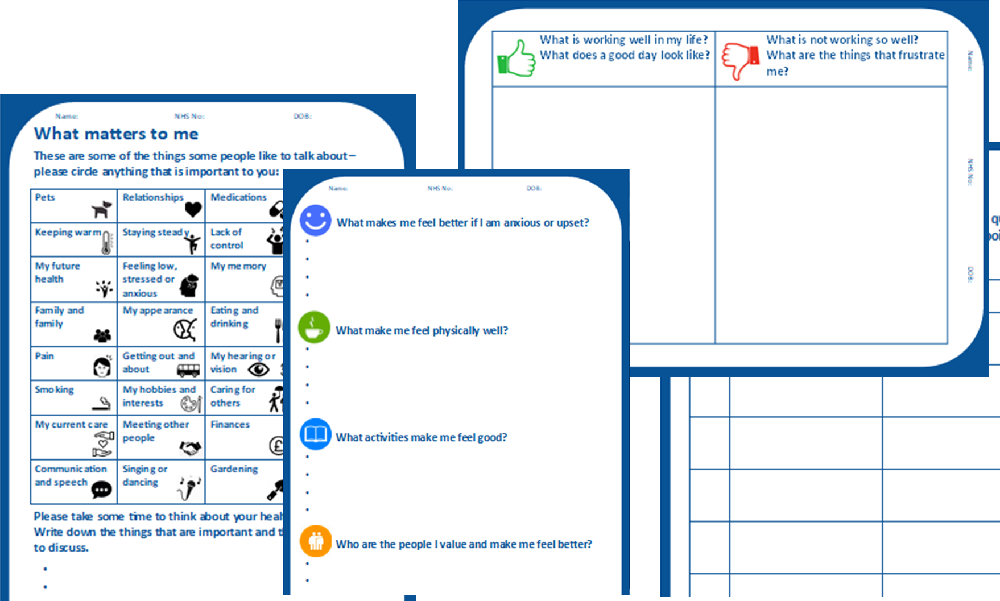 Name: NHS No: DOB:
What matters to me
These are some of the things some people like to talk about–
please circle anything that is important to you:
Pets
Relationships
Medications
Keeping warm
Staying steady
Lack of
control
My future
health
Feeling low,
stressed or
anxious
My memory
Family and
family
My appearance
Eating and
drinking
Pain
Getting out and
about
My hearing or
vision
Smoking
My hobbies and
interests
Caring for
others
My current care
Meeting other
people
Finances
Communication
and speech
Singing or
dancing
Gardening
Please take some time to think about your
Write down the things that are important and
to discuss.
Name: NHS No: DOB:
What makes me feel better if I am anxious or upset?
What make me feel physically well?
What activities make me feel good?
Who are the people I value and make me feel better?
What is working well in my life?
What does a good day look like?
What is not working so well?
What are the things that frustrate
me?
Name:
NHS No:
DOB: